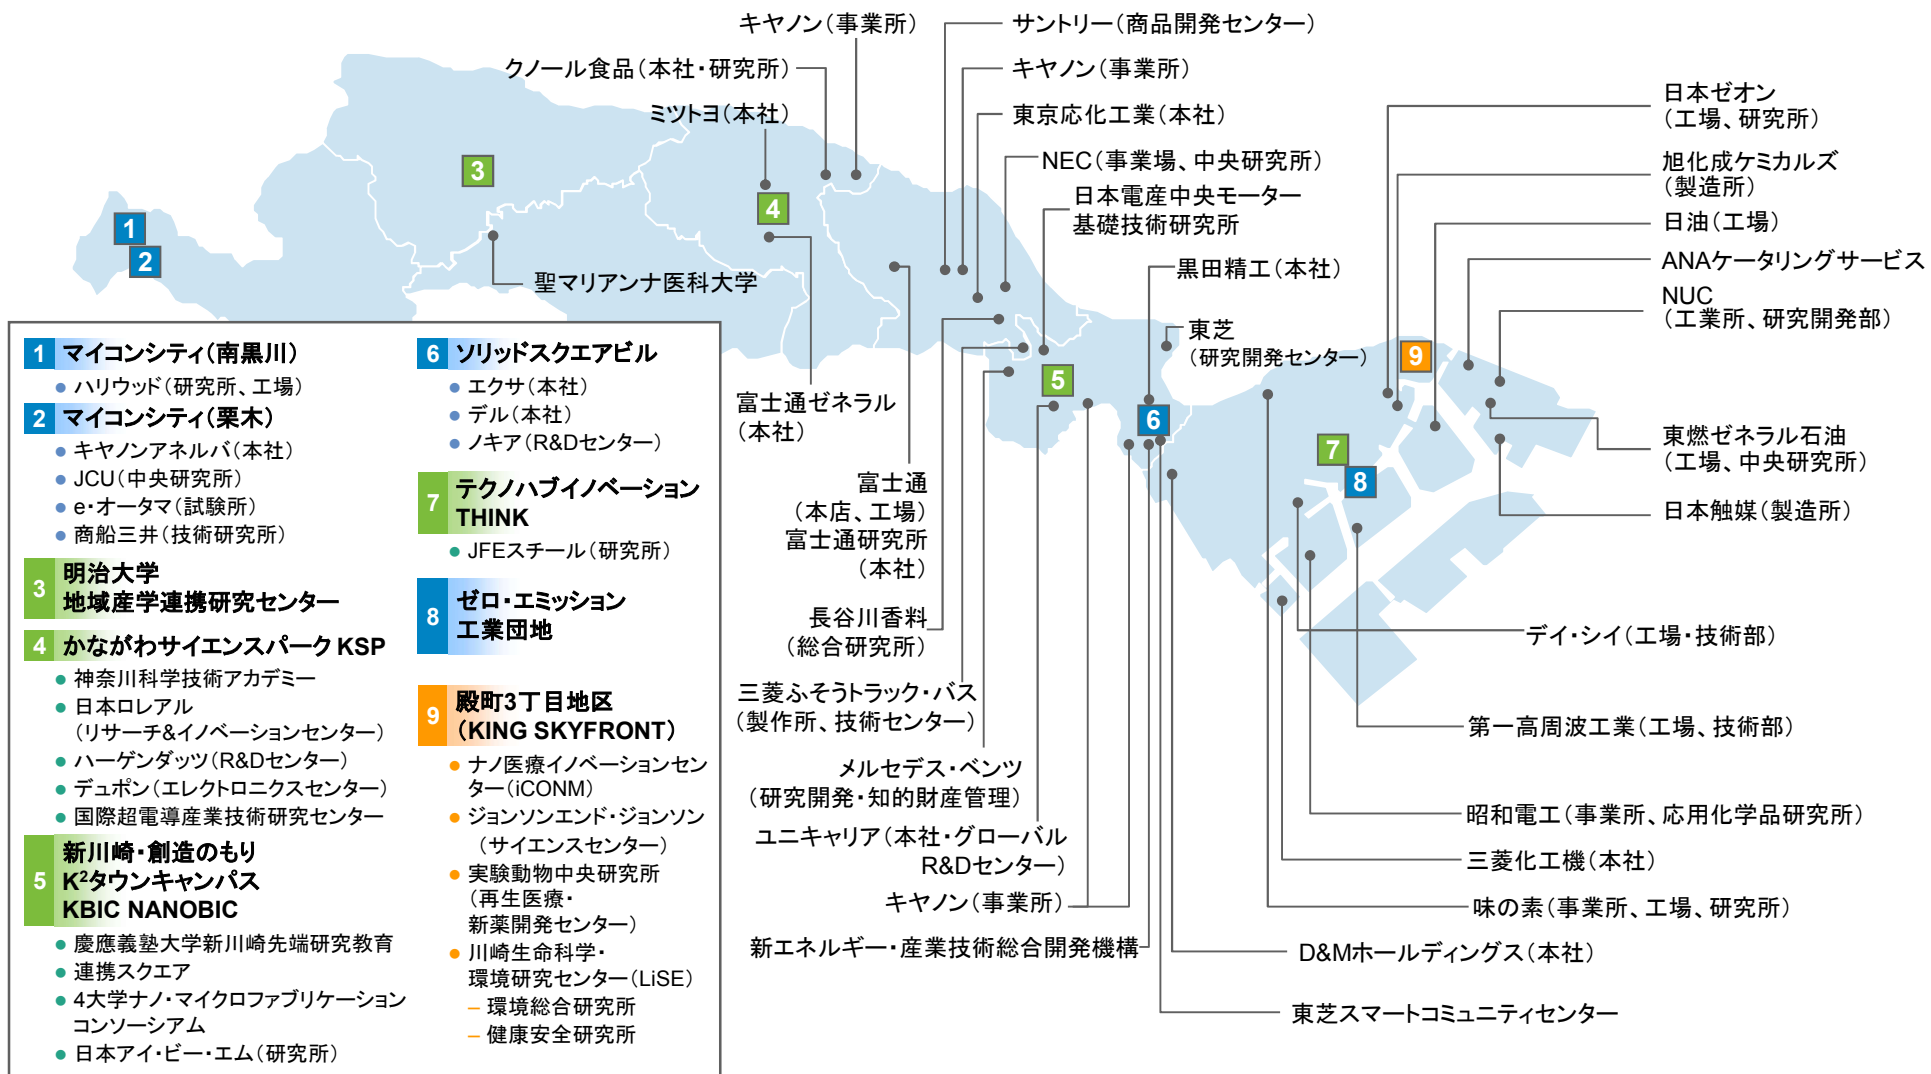 キヤノン（事業所）
サントリー（商品開発センター）
クノール食品（本社・研究所）
キヤノン（事業所）
ミツトヨ（本社）
東京応化工業（本社）
NEC（事業場、中央研究所）
日本電産中央モーター
基礎技術研究所
黒田精工（本社）
東芝
（研究開発センター）
日本ゼオン
（工場、研究所）
旭化成ケミカルズ
（製造所）
日油（工場）
ANAケータリングサービス
NUC
（工業所、研究開発部）
東燃ゼネラル石油
（工場、中央研究所）
日本触媒（製造所）
3
4
1
2
聖マリアンナ医科大学
5
6
9
7
8
富士通ゼネラル
（本社）
富士通
（本店、工場）
富士通研究所
（本社）
長谷川香料
（総合研究所）
三菱ふそうトラック・バス
（製作所、技術センター）
メルセデス・ベンツ
（研究開発・知的財産管理）
ユニキャリア（本社・グローバル
R&Dセンター）
キヤノン（事業所）
新エネルギー・産業技術総合開発機構
デイ・シイ（工場・技術部）
第一高周波工業（工場、技術部）
昭和電工（事業所、応用化学品研究所）
三菱化工機（本社）
味の素（事業所、工場、研究所）
D&Mホールディングス（本社）
東芝スマートコミュニティセンター
1 マイコンシティ（南黒川）
● ハリウッド（研究所、工場）
2 マイコンシティ（栗木）
● キヤノンアネルバ（本社）
● JCU（中央研究所）
● e・オータマ（試験所）
● 商船三井（技術研究所）
3 明治大学
地域産学連携研究センター
4 かながわサイエンスパーク KSP
● 神奈川科学技術アカデミー
● 日本ロレアル
（リサーチ&イノベーションセンター）
● ハーゲンダッツ（R&Dセンター）
● デュポン（エレクトロニクスセンター）
● 国際超電導産業技術研究センター
5 新川崎・創造のもり
K²タウンキャンパス
KBIC NANOBIC
● 慶應義塾大学新川崎先端研究教育
● 連携スクエア
● 4大学ナノ・マイクロファブリケーション
コンソーシアム
● 日本アイ・ビー・エム（研究所）
6 ソリッドスクエアビル
● エクサ（本社）
● デル（本社）
● ノキア（R&Dセンター）
7 テクノハブイノベーション
THINK
● JFEスチール（研究所）
8 ゼロ・エミッション
工業団地
9 殿町3丁目地区
（KING SKYFRONT）
● ナノ医療イノベーションセン
ター（iCONM）
● ジョンソンエンド・ジョンソン
（サイエンスセンター）
● 実験動物中央研究所
（再生医療・
新薬開発センター）
● 川崎生命科学・
環境研究センター（LiSE）
– 環境総合研究所
– 健康安全研究所